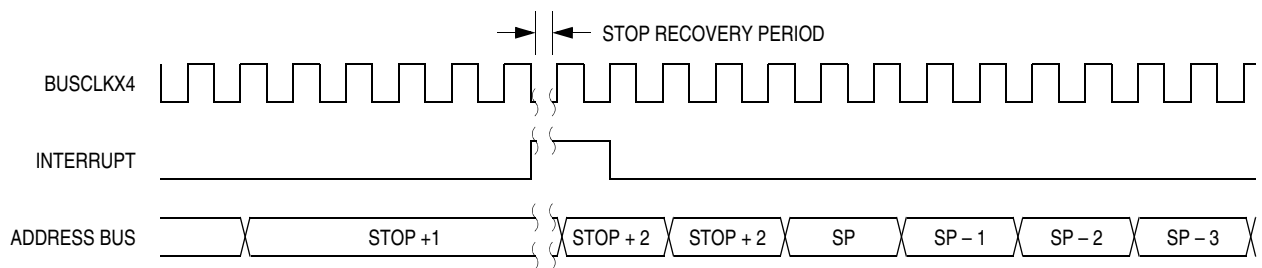 STOP RECOVERY PERIOD
BUSCLKX4
INTERRUPT
ADDRESS BUS STOP +1 STOP + 2 STOP + 2 SP SP – 1 SP – 2 SP – 3